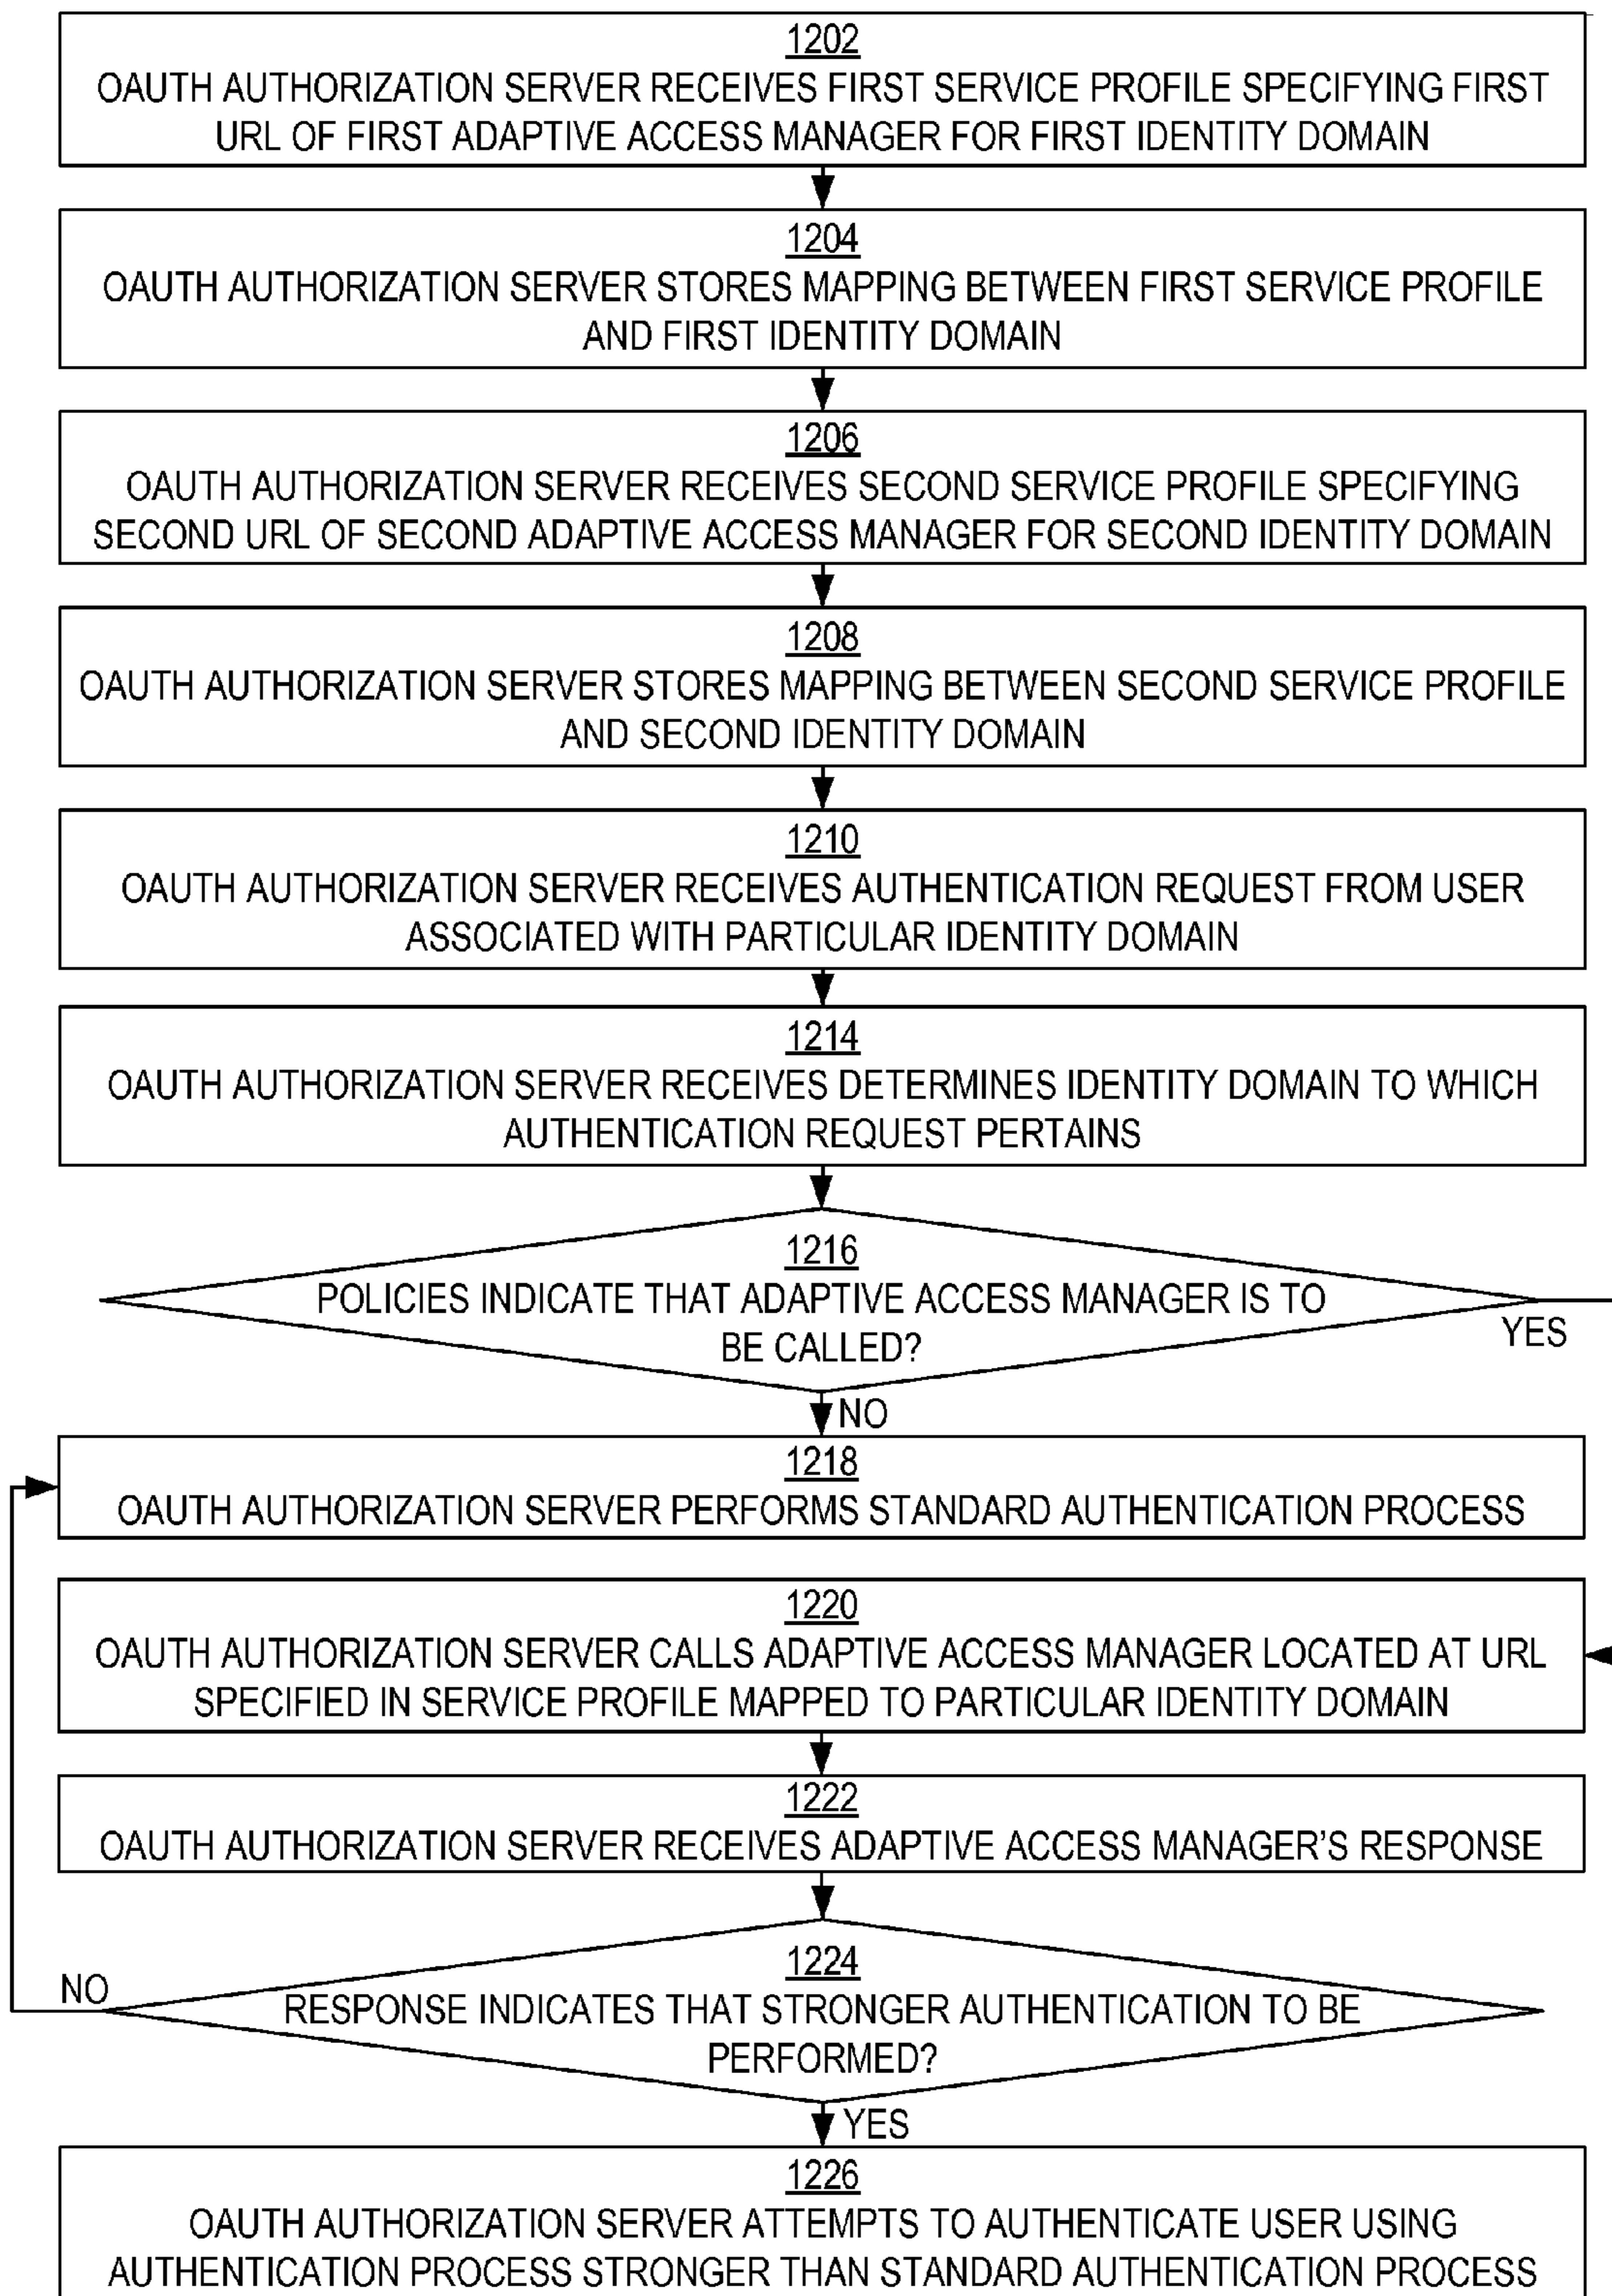 1202
OAUTH AUTHORIZATION SERVER RECEIVES FIRST SERVICE PROFILE SPECIFYING FIRST
URL OF FIRST ADAPTIVE ACCESS MANAGER FOR FIRST IDENTITY DOMAIN
1204
OAUTH AUTHORIZATION SERVER STORES MAPPING BETWEEN FIRST SERVICE PROFILE
AND FIRST IDENTITY DOMAIN
1206
OAUTH AUTHORIZATION SERVER RECEIVES SECOND SERVICE PROFILE SPECIFYING
SECOND URL OF SECOND ADAPTIVE ACCESS MANAGER FOR SECOND IDENTITY DOMAIN
1208
OAUTH AUTHORIZATION SERVER STORES MAPPING BETWEEN SECOND SERVICE PROFILE
AND SECOND IDENTITY DOMAIN
1210
OAUTH AUTHORIZATION SERVER RECEIVES AUTHENTICATION REQUEST FROM USER
ASSOCIATED WITH PARTICULAR IDENTITY DOMAIN
1214
OAUTH AUTHORIZATION SERVER RECEIVES DETERMINES IDENTITY DOMAIN TO WHICH
AUTHENTICATION REQUEST PERTAINS
1216
POLICIES INDICATE THAT ADAPTIVE ACCESS MANAGER IS TO
BE CALLED?
YES
NO
1218
OAUTH AUTHORIZATION SERVER PERFORMS STANDARD AUTHENTICATION PROCESS
1220
OAUTH AUTHORIZATION SERVER CALLS ADAPTIVE ACCESS MANAGER LOCATED AT URL
SPECIFIED IN SERVICE PROFILE MAPPED TO PARTICULAR IDENTITY DOMAIN
1222
OAUTH AUTHORIZATION SERVER RECEIVES ADAPTIVE ACCESS MANAGER'S RESPONSE
1224
NO
RESPONSE INDICATES THAT STRONGER AUTHENTICATION TO BE
PERFORMED?
YES
1226
OAUTH AUTHORIZATION SERVER ATTEMPTS TO AUTHENTICATE USER USING
AUTHENTICATION PROCESS STRONGER THAN STANDARD AUTHENTICATION PROCESS